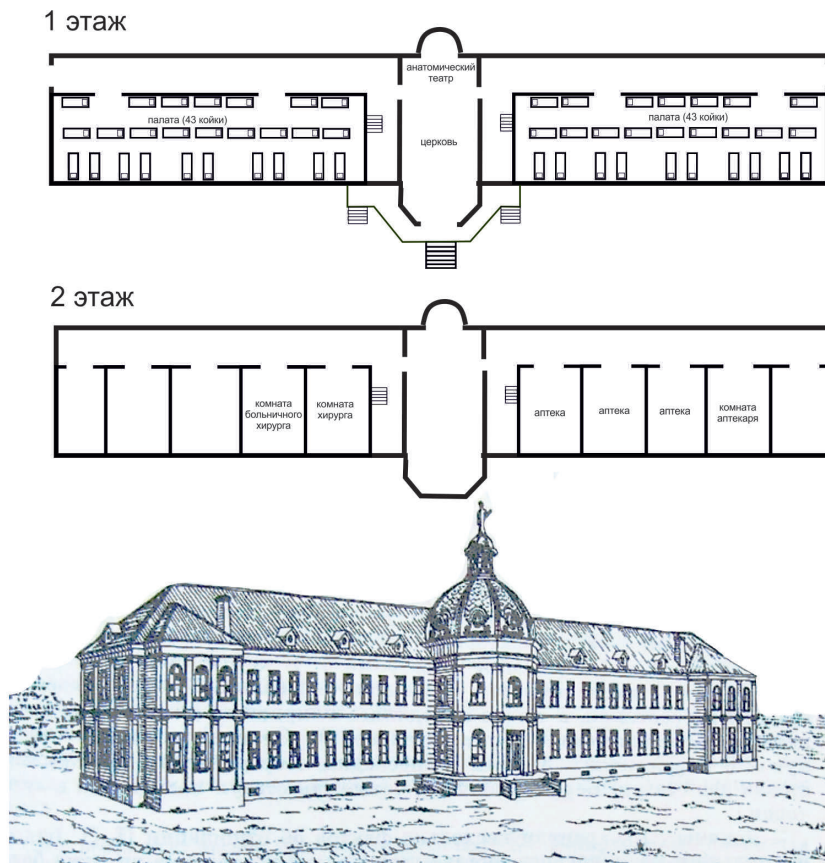 1 этаж
анатомический
театр
палата (43 койки)
церковь
палата (43 койки)
2 этаж
комната
больничного
хирурга
комната
хирурга
аптека
аптека
аптека
комната
аптекаря